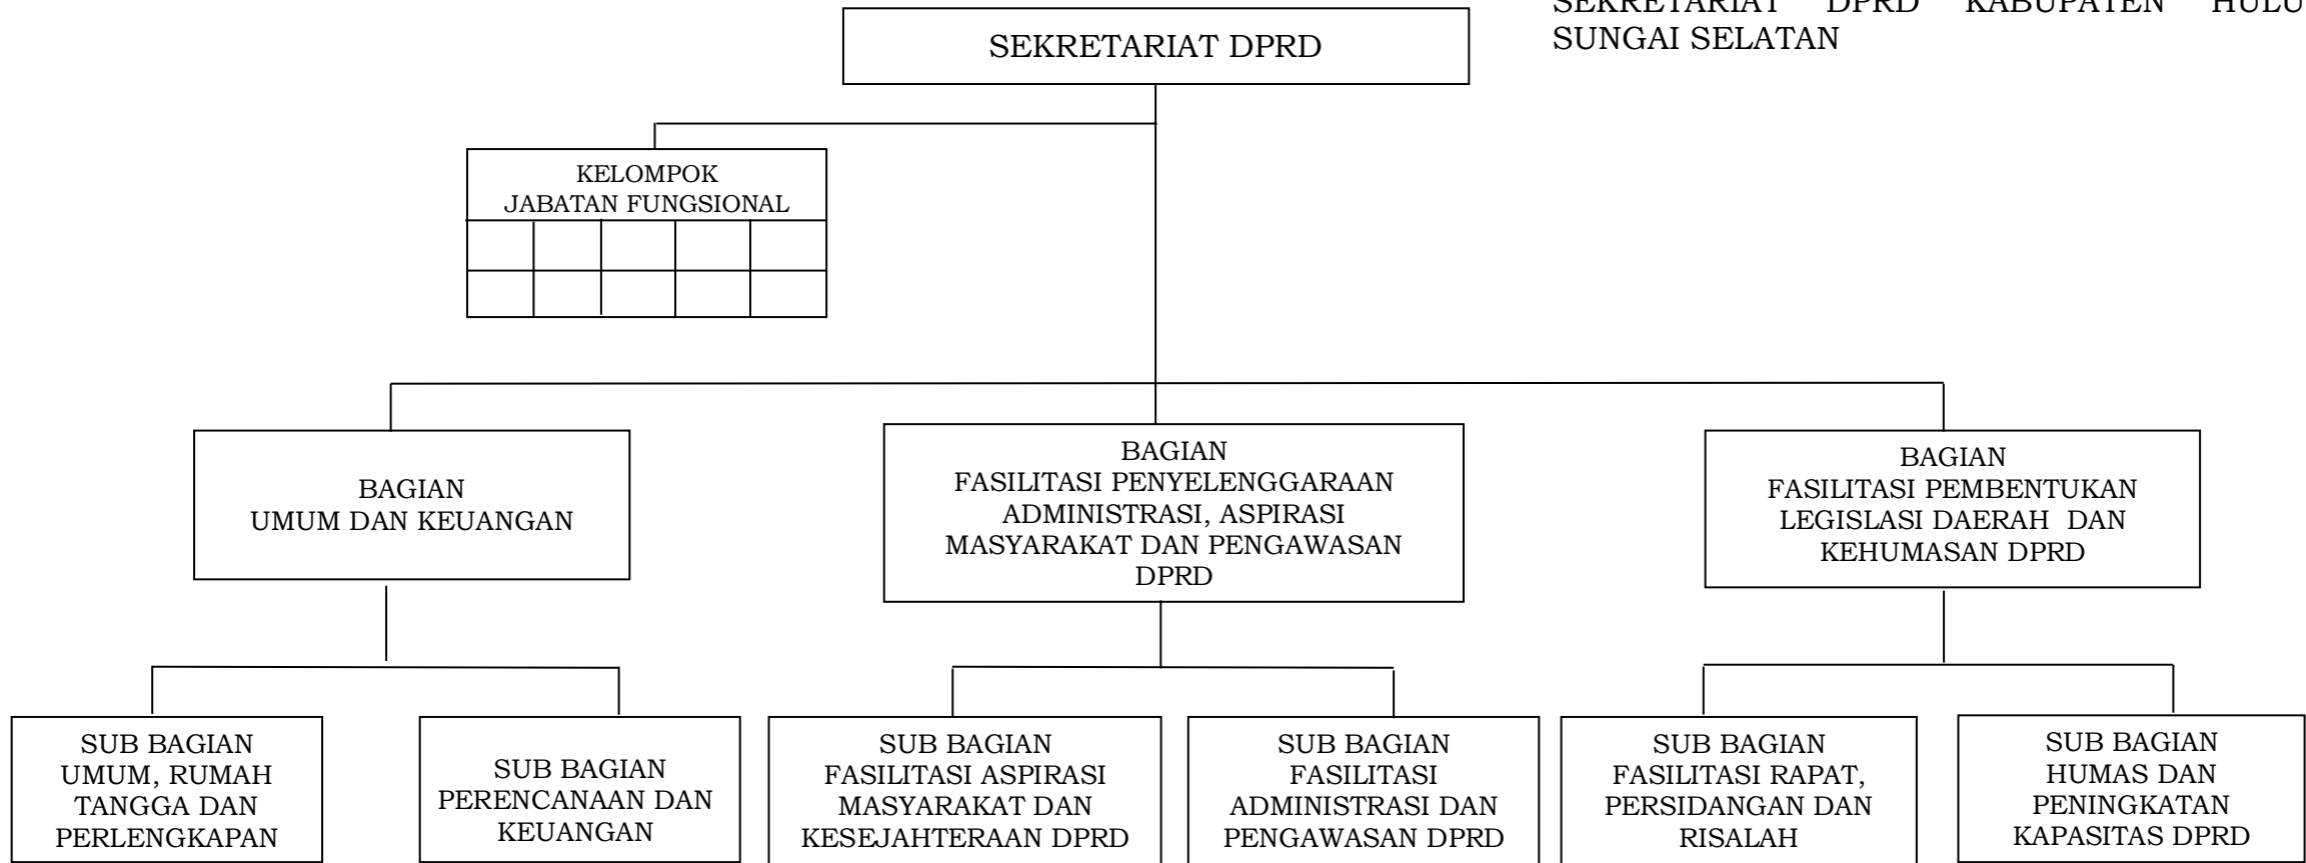 SEKRETARIAT DPRD KABUPATEN HULU
SUNGAI SELATAN
SEKRETARIAT DPRD
KELOMPOK
JABATAN FUNGSIONAL
BAGIAN
UMUM DAN KEUANGAN
BAGIAN
FASILITASI PENYELENGGARAAN
ADMINISTRASI, ASPIRASI
MASYARAKAT DAN PENGAWASAN
DPRD
BAGIAN
FASILITASI PEMBENTUKAN
LEGISLASI DAERAH DAN
KEHUMASAN DPRD
SUB BAGIAN
UMUM, RUMAH
TANGGA DAN
PERLENGKAPAN
SUB BAGIAN
PERENCANAAN DAN
KEUANGAN
SUB BAGIAN
FASILITASI ASPIRASI
MASYARAKAT DAN
KESEJAHTERAAN DPRD
SUB BAGIAN
FASILITASI
ADMINISTRASI DAN
PENGAWASAN DPRD
SUB BAGIAN
FASILITASI RAPAT,
PERSIDANGAN DAN
RISALAH
SUB BAGIAN
HUMAS DAN
PENINGKATAN
KAPASITAS DPRD